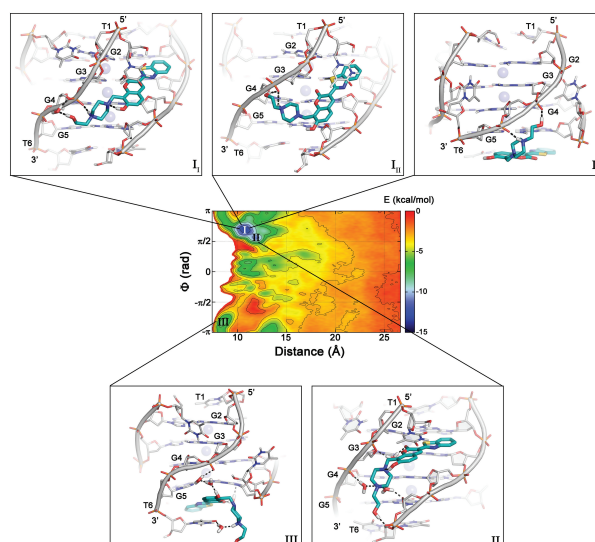 5'
T1
G2
G3
G4
G5
T6
3'
I_I
5'
T1
G2
G3
G4
G5
T6
3'
I_II
T1
G2
G3
G4
G5
T6
3'
I
E (kcal/mol)
π
π/2
0
-π/2
-π
Φ (rad)
I
II
III
10
15
20
25
Distance (Å)
0
-5
-10
-15
5'
T1
G2
G3
G4
G5
T6
3'
III
5'
T1
G2
G3
G4
G5
T6
3'
II